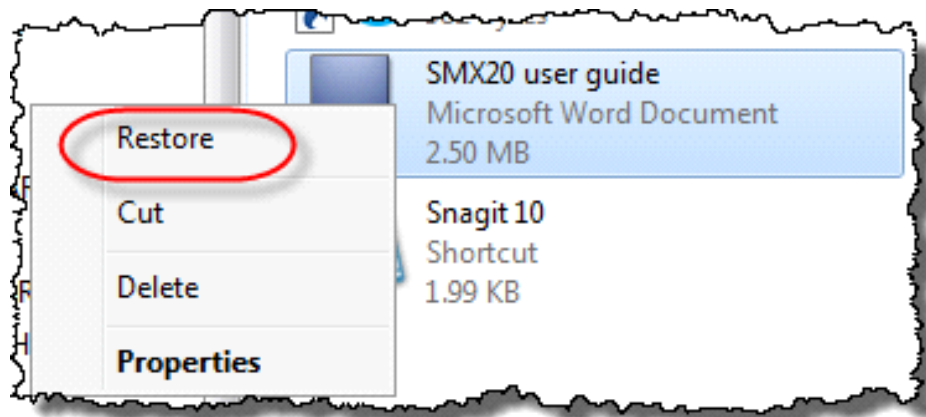 SMX20 user guide
Microsoft Word Document
2.50 MB
Restore
Cut
Snagit 10
Shortcut
1.99 KB
Delete
Properties